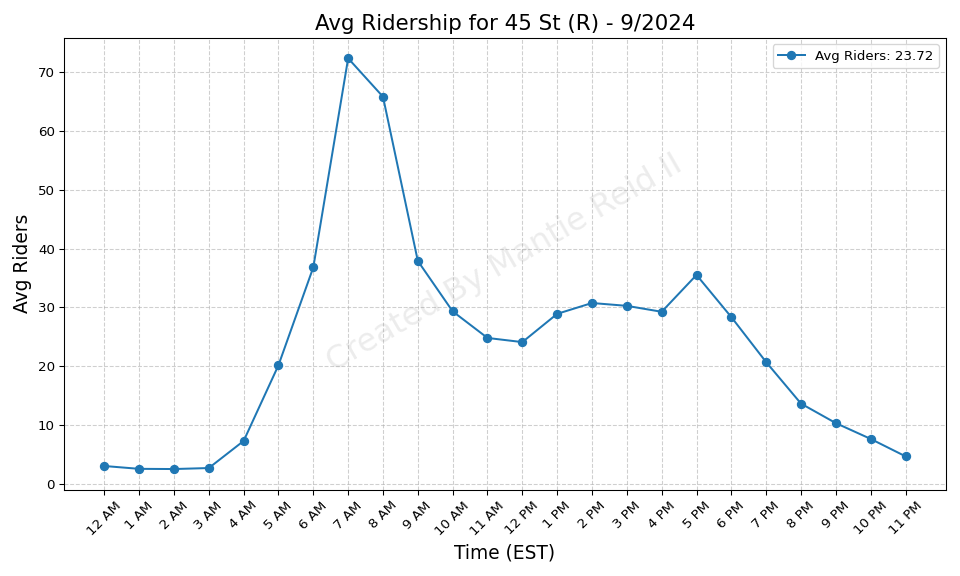 Avg Ridership for 45 St (R) - 9/2024
Avg Riders: 23.72
Avg Riders
70
60
50
40
30
20
10
0
Created By Mantie Reid II
12 AM
1 AM
2 AM
3 AM
4 AM
5 AM
6 AM
7 AM
8 AM
9 AM
10 AM
11 AM
12 PM
1 PM
2 PM
3 PM
4 PM
5 PM
6 PM
7 PM
8 PM
9 PM
10 PM
11 PM
Time (EST)